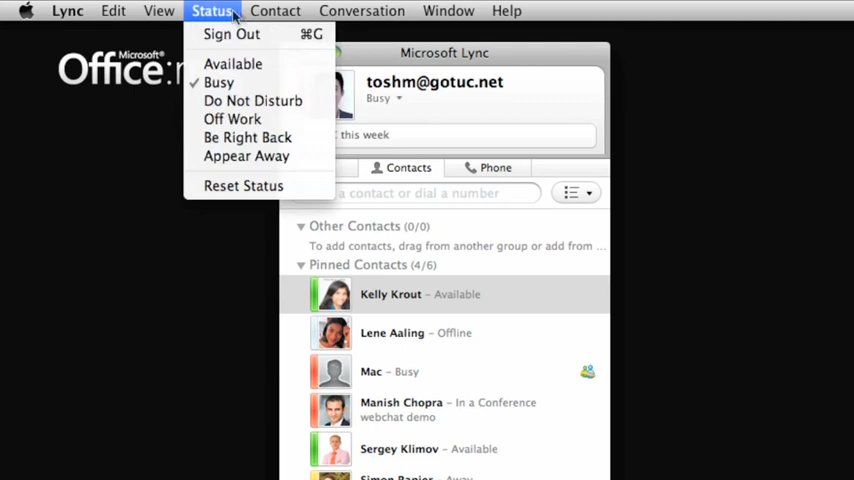 Lync Edit View Status Contact Conversation Window Help
Sign Out ⌘G
Available
✓ Busy
Do Not Disturb
Off Work
Be Right Back
Appear Away
Reset Status
Microsoft®
Office:
Microsoft Lync
toshm@gotuc.net
Busy
this week
Contacts Phone
a contact or dial a number
Other Contacts (0/0)
To add contacts, drag from another group or add from ...
Pinned Contacts (4/6)
Kelly Krout – Available
Lene Aaling – Offline
Mac – Busy
Manish Chopra – In a Conference
webchat demo
Sergey Klimov – Available